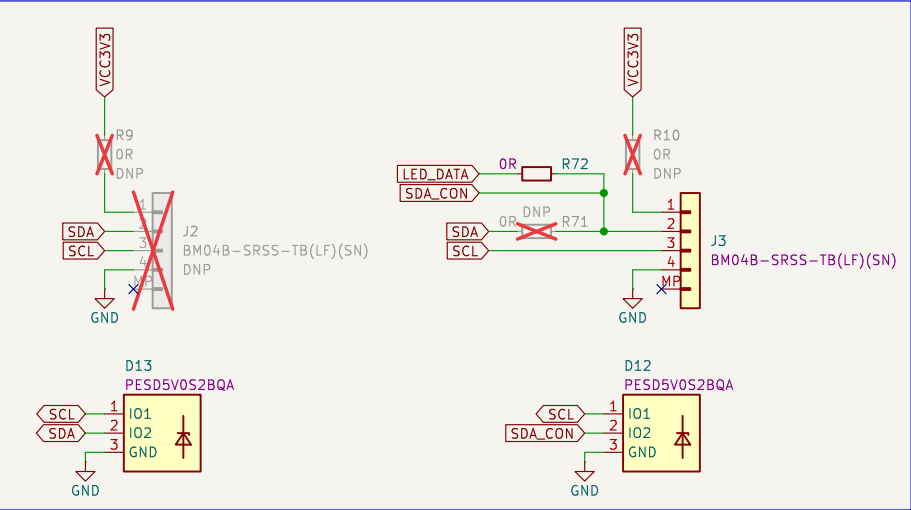 VCC3V3
R9
0R
DNP
1
2
3
4
MP
SDA
SCL
J2
BM04B-SRSS-TB(LF)(SN)
DNP
GND
VCC3V3
R10
0R
DNP
LED_DATA
0R
R72
SDA_CON
DNP
SDA
0R
R71
SCL
1
2
3
4
MP
J3
BM04B-SRSS-TB(LF)(SN)
GND
D13
PESD5V0S2BQA
SCL
1
IO1
SDA
2
IO2
3
GND
GND
D12
PESD5V0S2BQA
SCL
1
IO1
SDA_CON
2
IO2
3
GND
GND